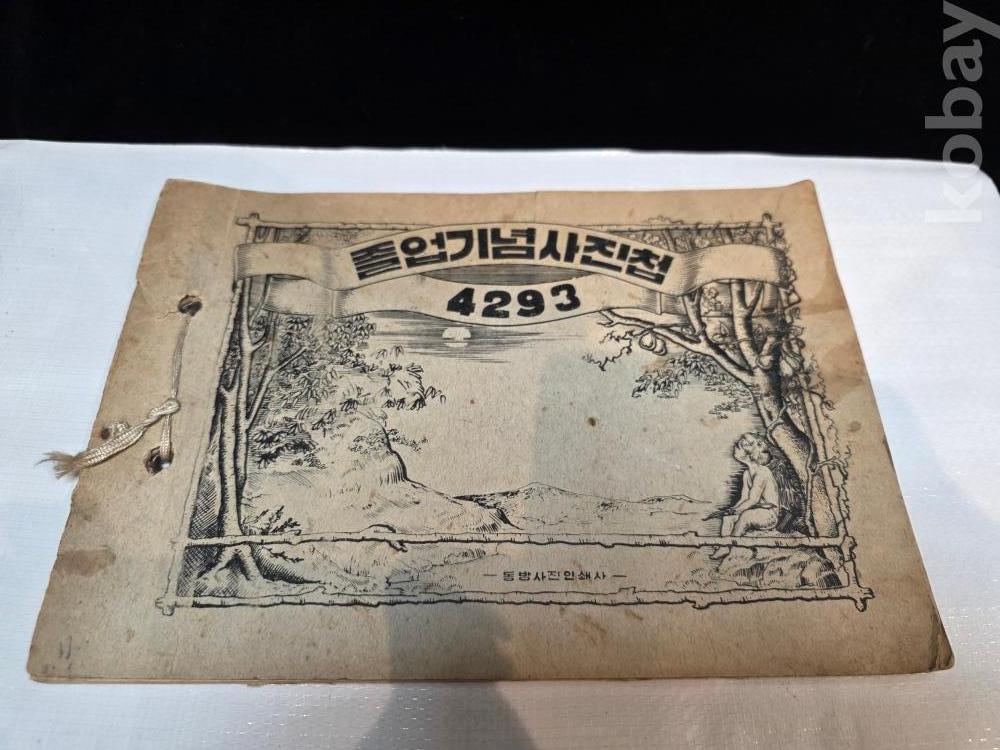 졸업기념사진첩
4293
— 동방사진인쇄사 —
kobay